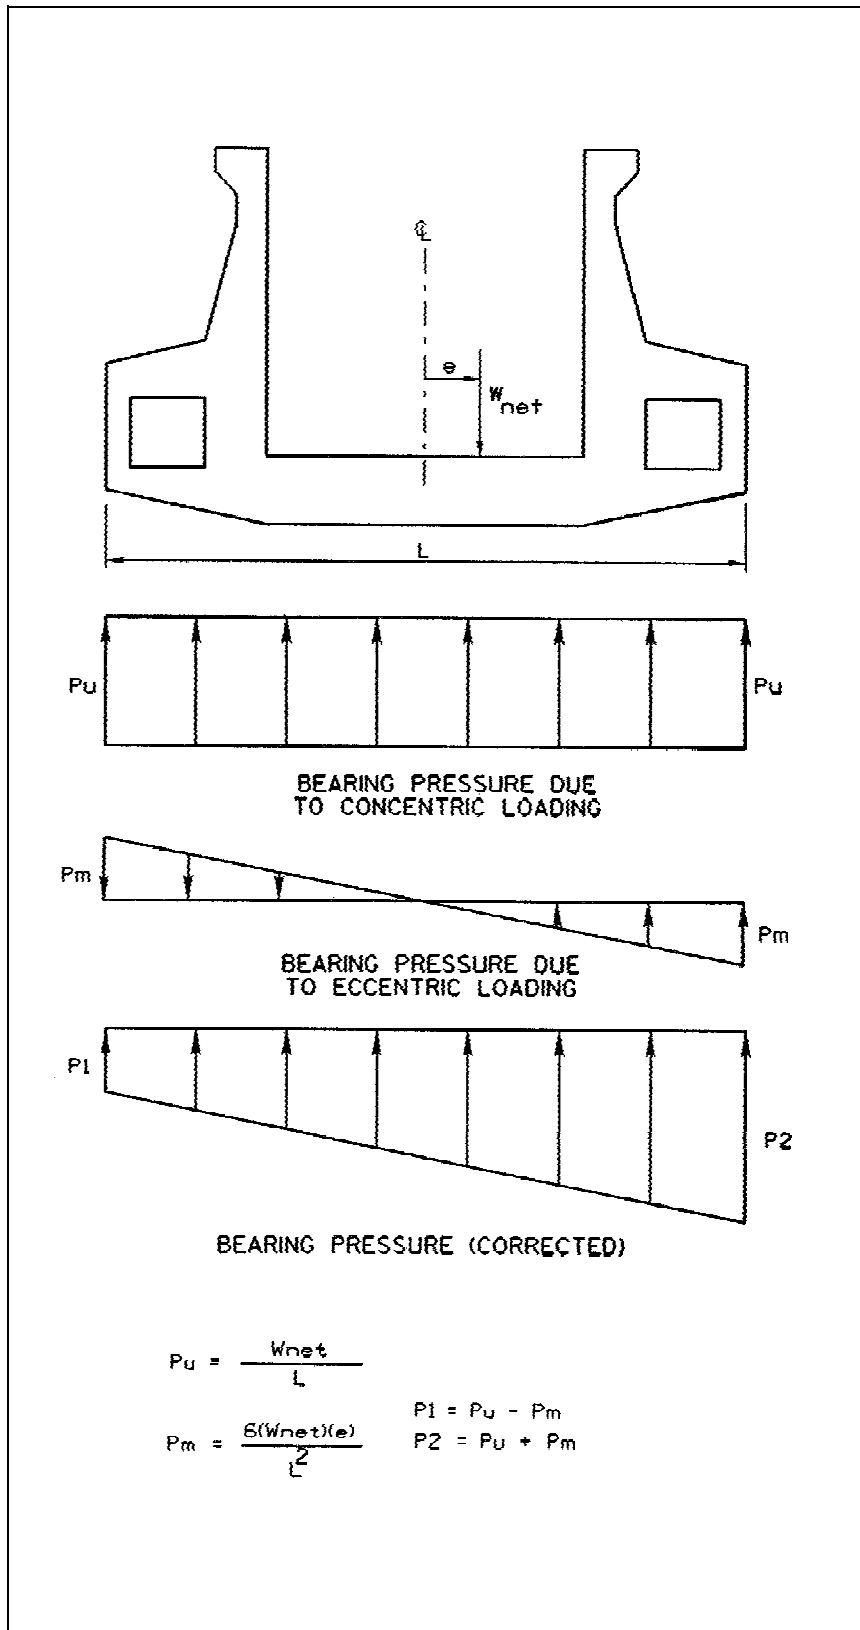 ℄
e
Wnet
L
Pu
Pu
BEARING PRESSURE DUE
TO CONCENTRIC LOADING
Pm
Pm
BEARING PRESSURE DUE
TO ECCENTRIC LOADING
P1
P2
BEARING PRESSURE (CORRECTED)
Pu = Wnet / L
P1 = Pu - Pm
Pm = 6(Wnet)(e) / L²
P2 = Pu + Pm